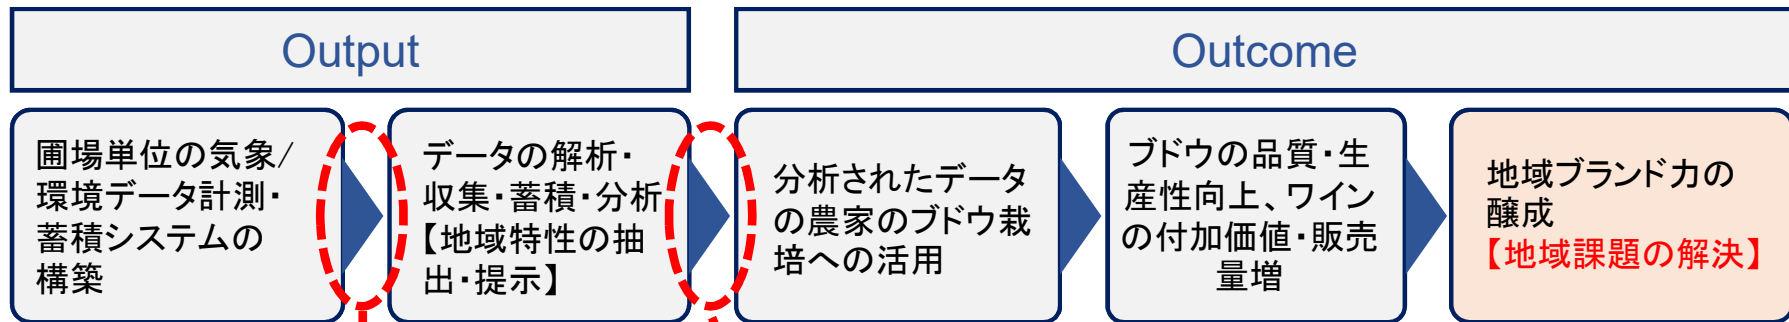 Output
Outcome
圃場単位の気象/
環境データ計測・
蓄積システムの
構築
データの解析・
収集・蓄積・分析
【地域特性の抽
出・提示】
分析されたデータ
の農家のブドウ栽
培への活用
ブドウの品質・生
産性向上、ワイン
の付加価値・販売
量増
地域ブランド力の
醸成
【地域課題の解決】